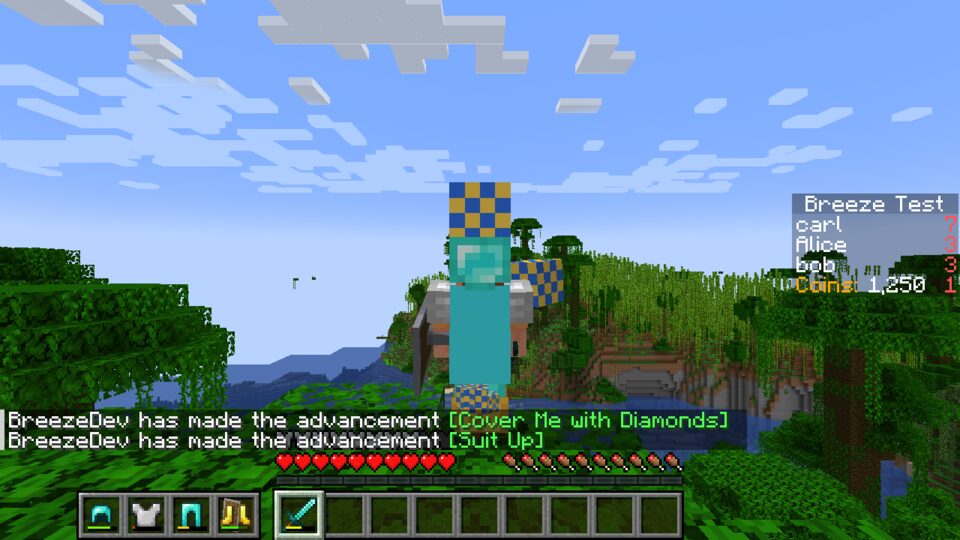 Breeze Test
carl 7
Alice 3
bob 3
Coins: 1,250 1
BreezeDev has made the advancement [Cover Me with Diamonds]
BreezeDev has made the advancement [Suit Up]